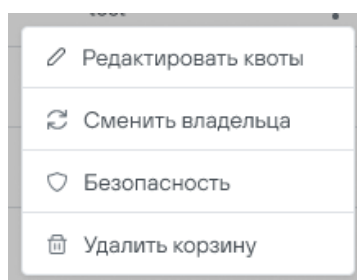 Редактировать квоты
Сменить владельца
Безопасность
Удалить корзину